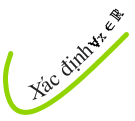 Xác định ∀x ∈ ℝ